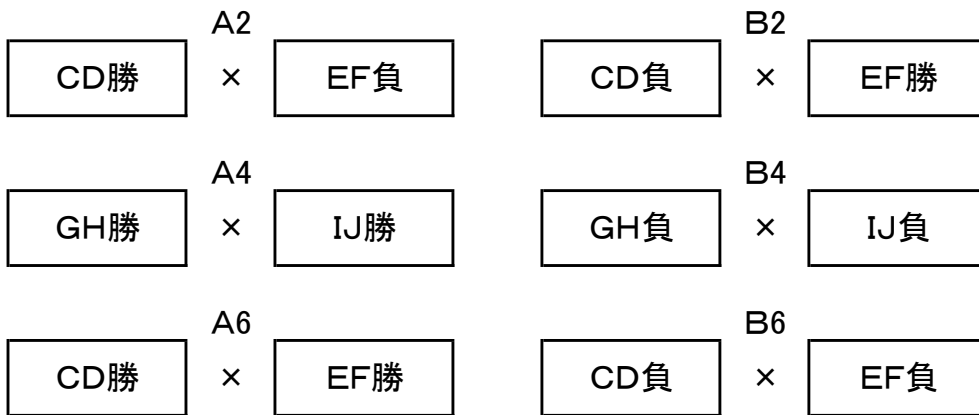 A2 B2
CD勝 × EF負 CD負 × EF勝
A4 B4
GH勝 × IJ勝 GH負 × IJ負
A6 B6
CD勝 × EF勝 CD負 × EF負